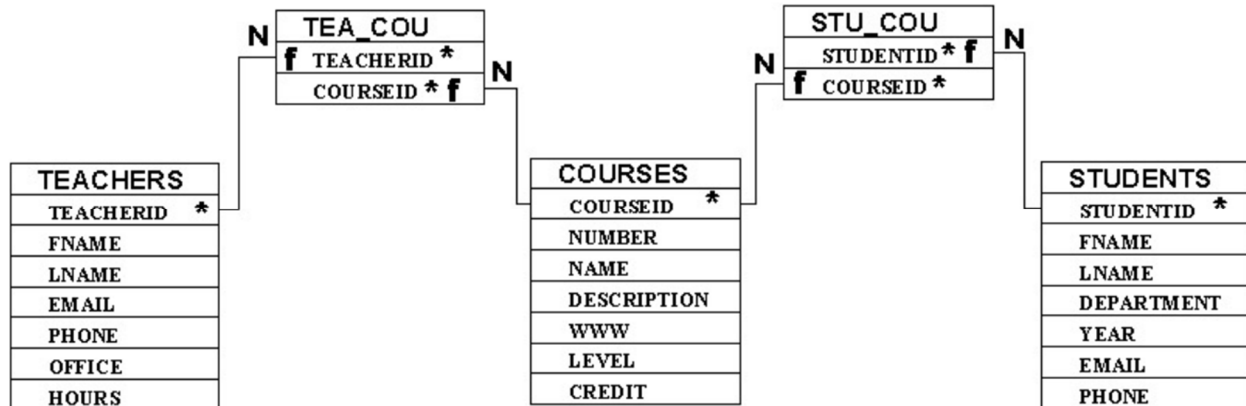 TEA_COU
N
f TEACHERID *
COURSEID * f
N
STU_COU
N
STUDENTID * f
N
f COURSEID *
TEACHERS
TEACHERID *
FNAME
LNAME
EMAIL
PHONE
OFFICE
HOURS
COURSES
COURSEID *
NUMBER
NAME
DESCRIPTION
WWW
LEVEL
CREDIT
STUDENTS
STUDENTID *
FNAME
LNAME
DEPARTMENT
YEAR
EMAIL
PHONE